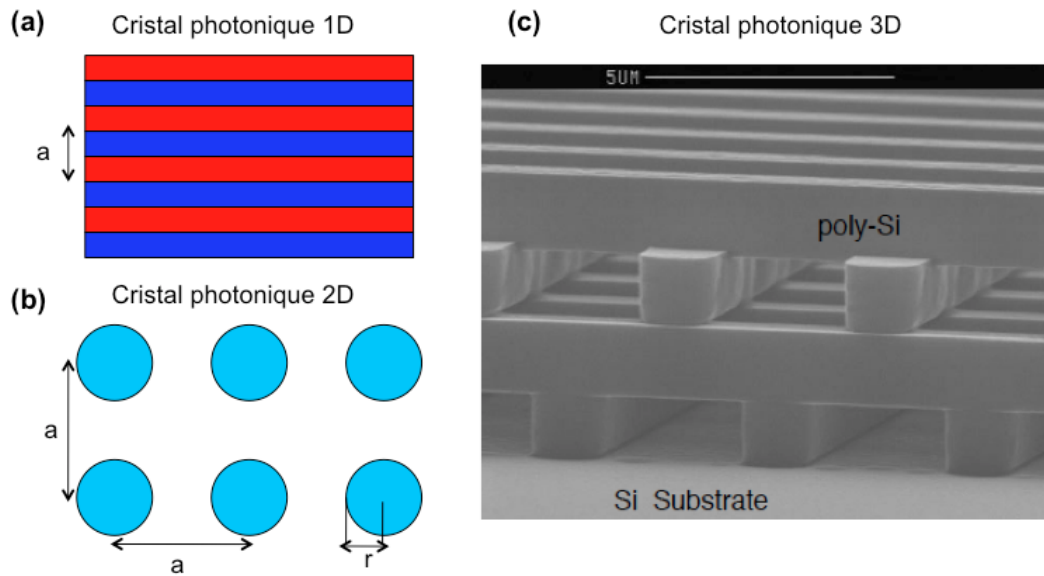 (a)
Cristal photonique 1D
a
(b)
Cristal photonique 2D
a
a
r
(c)
Cristal photonique 3D
5UM
poly-Si
Si Substrate